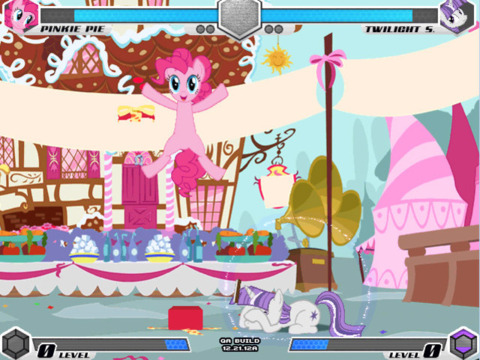 PINKIE PIE
TWILIGHT S.
0 LEVEL
QA BUILD
12.21.12A
0 LEVEL